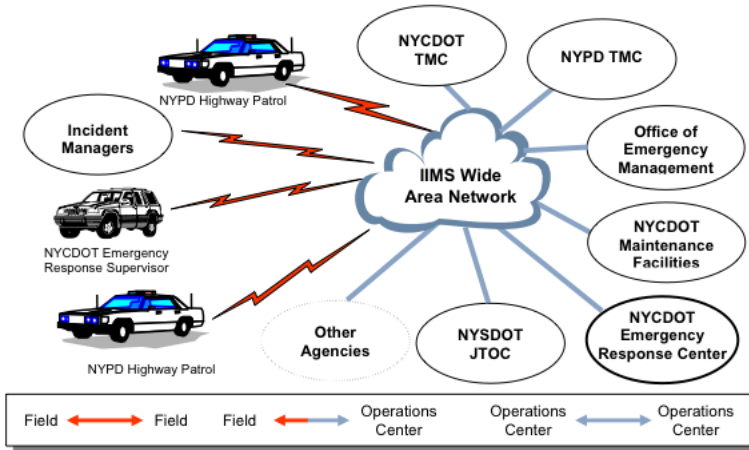 NYCDOT
TMC
NYPD TMC
NYPD Highway Patrol
Incident
Managers
Office of
Emergency
Management
IIMS Wide
Area Network
NYCDOT Emergency
Response Supervisor
NYCDOT
Maintenance
Facilities
NYPD Highway Patrol
Other
Agencies
NYSDOT
JTOC
NYCDOT
Emergency
Response Center
Field Field Field Operations
Center Operations
Center Operations
Center